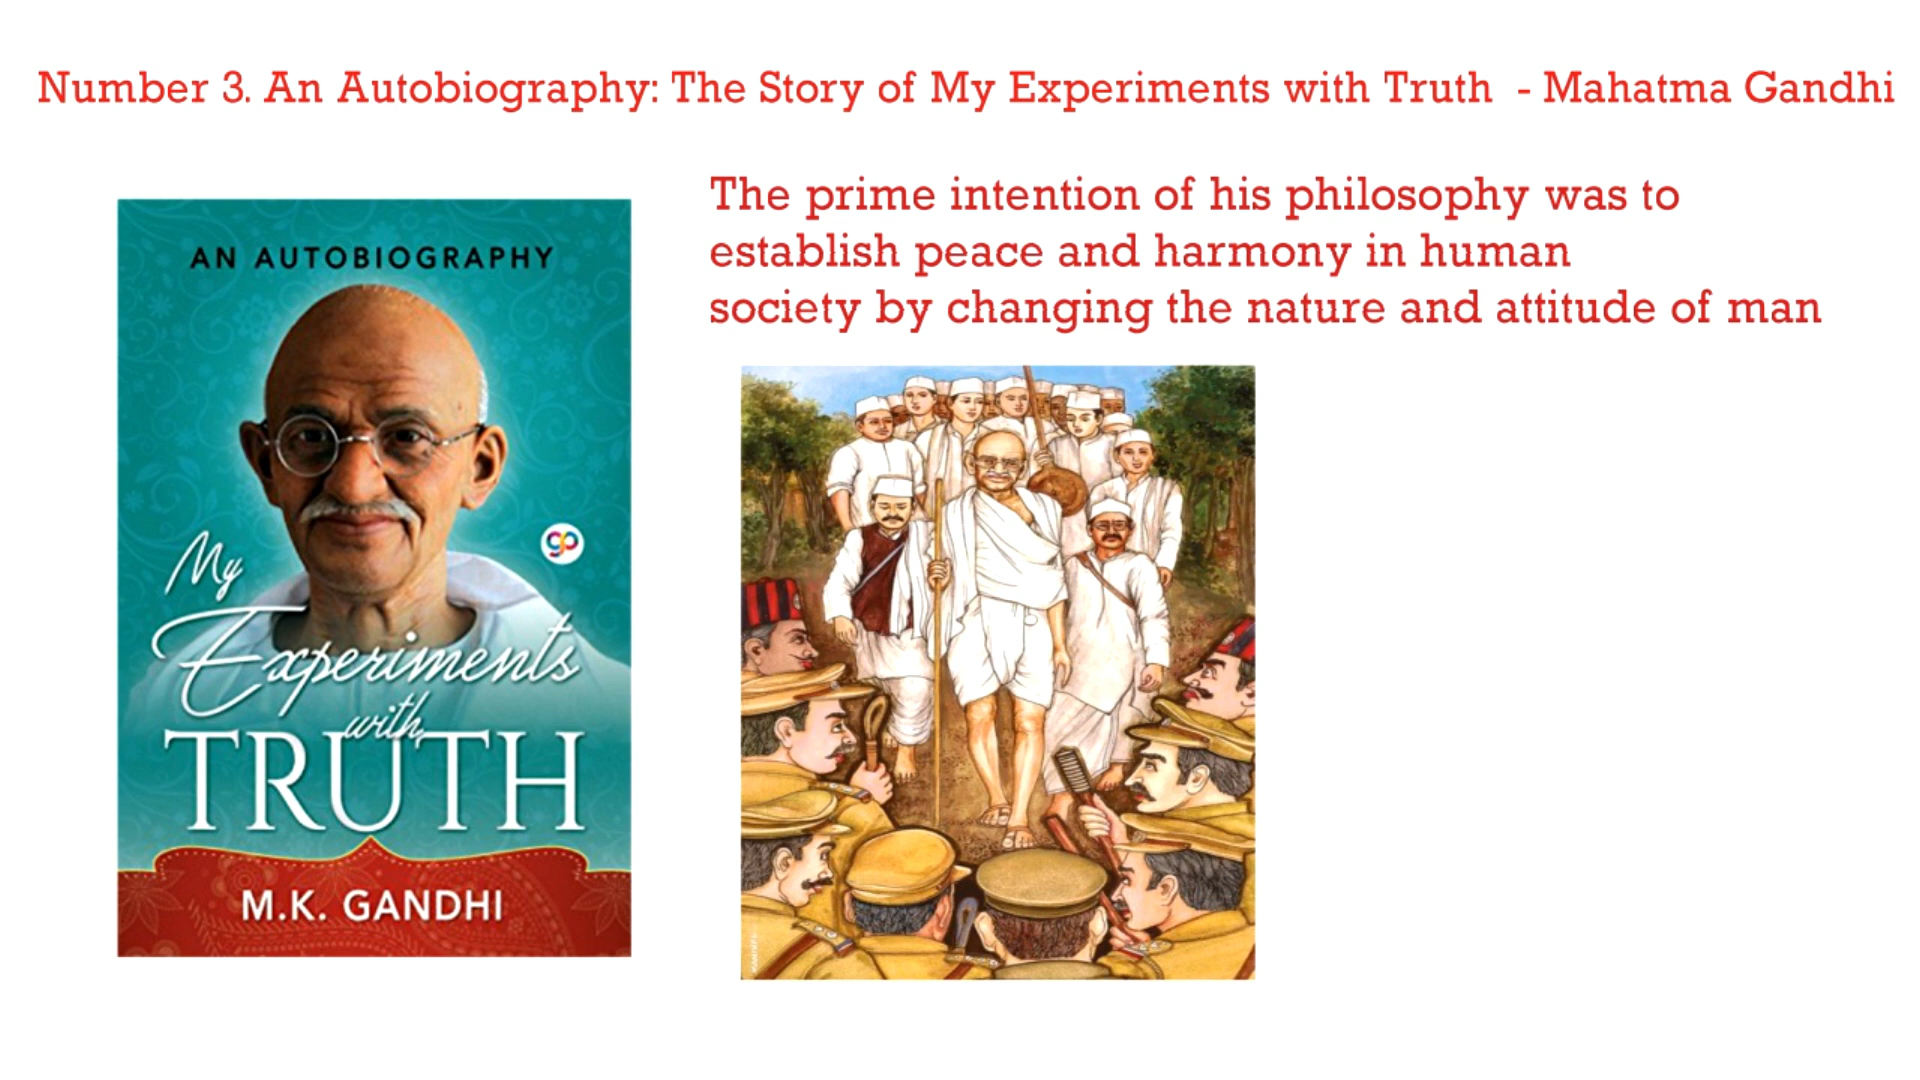 Number 3. An Autobiography: The Story of My Experiments with Truth - Mahatma Gandhi
The prime intention of his philosophy was to
establish peace and harmony in human
society by changing the nature and attitude of man
AN AUTOBIOGRAPHY
My
Experiments
with
TRUTH
M.K. GANDHI
gp